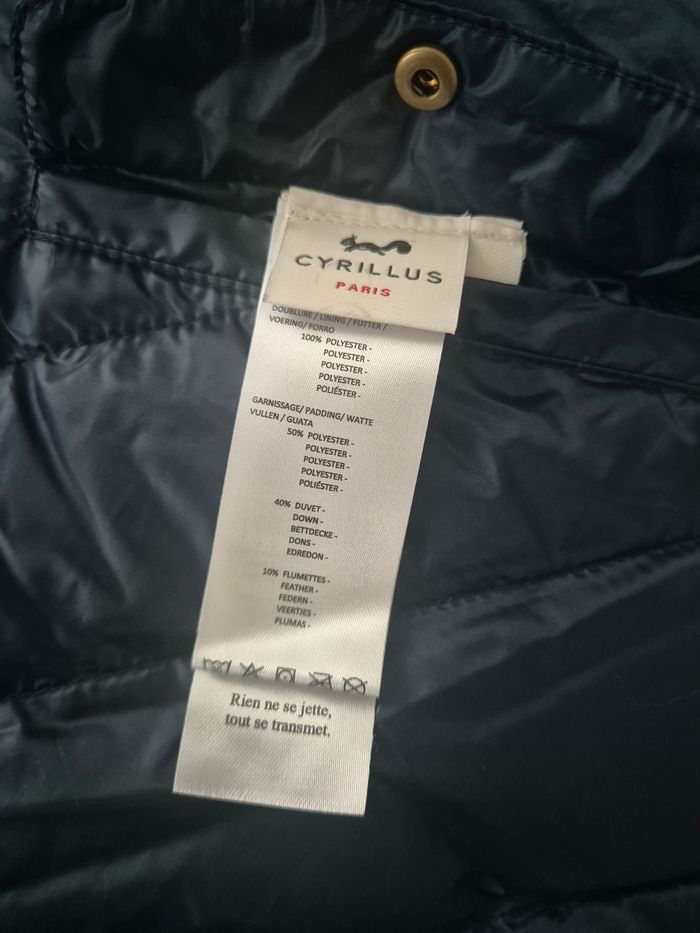 CYRILLUS
PARIS
DOUBLURE / LINING / FUTTER /
VOERING/ FORRO
100% POLYESTER -
POLYESTER -
POLYESTER -
POLYESTER -
POLIÉSTER -
GARNISSAGE/ PADDING/ WATTE
VULLEN / GUATA
50% POLYESTER -
POLYESTER -
POLYESTER -
POLYESTER -
POLIÉSTER -
40% DUVET -
DOWN -
BETTDECKE -
DONS -
EDREDON -
10% FLUMETTES -
FEATHER -
FEDERN -
VEERTJES -
PLUMAS -
Rien ne se jette,
tout se transmet.